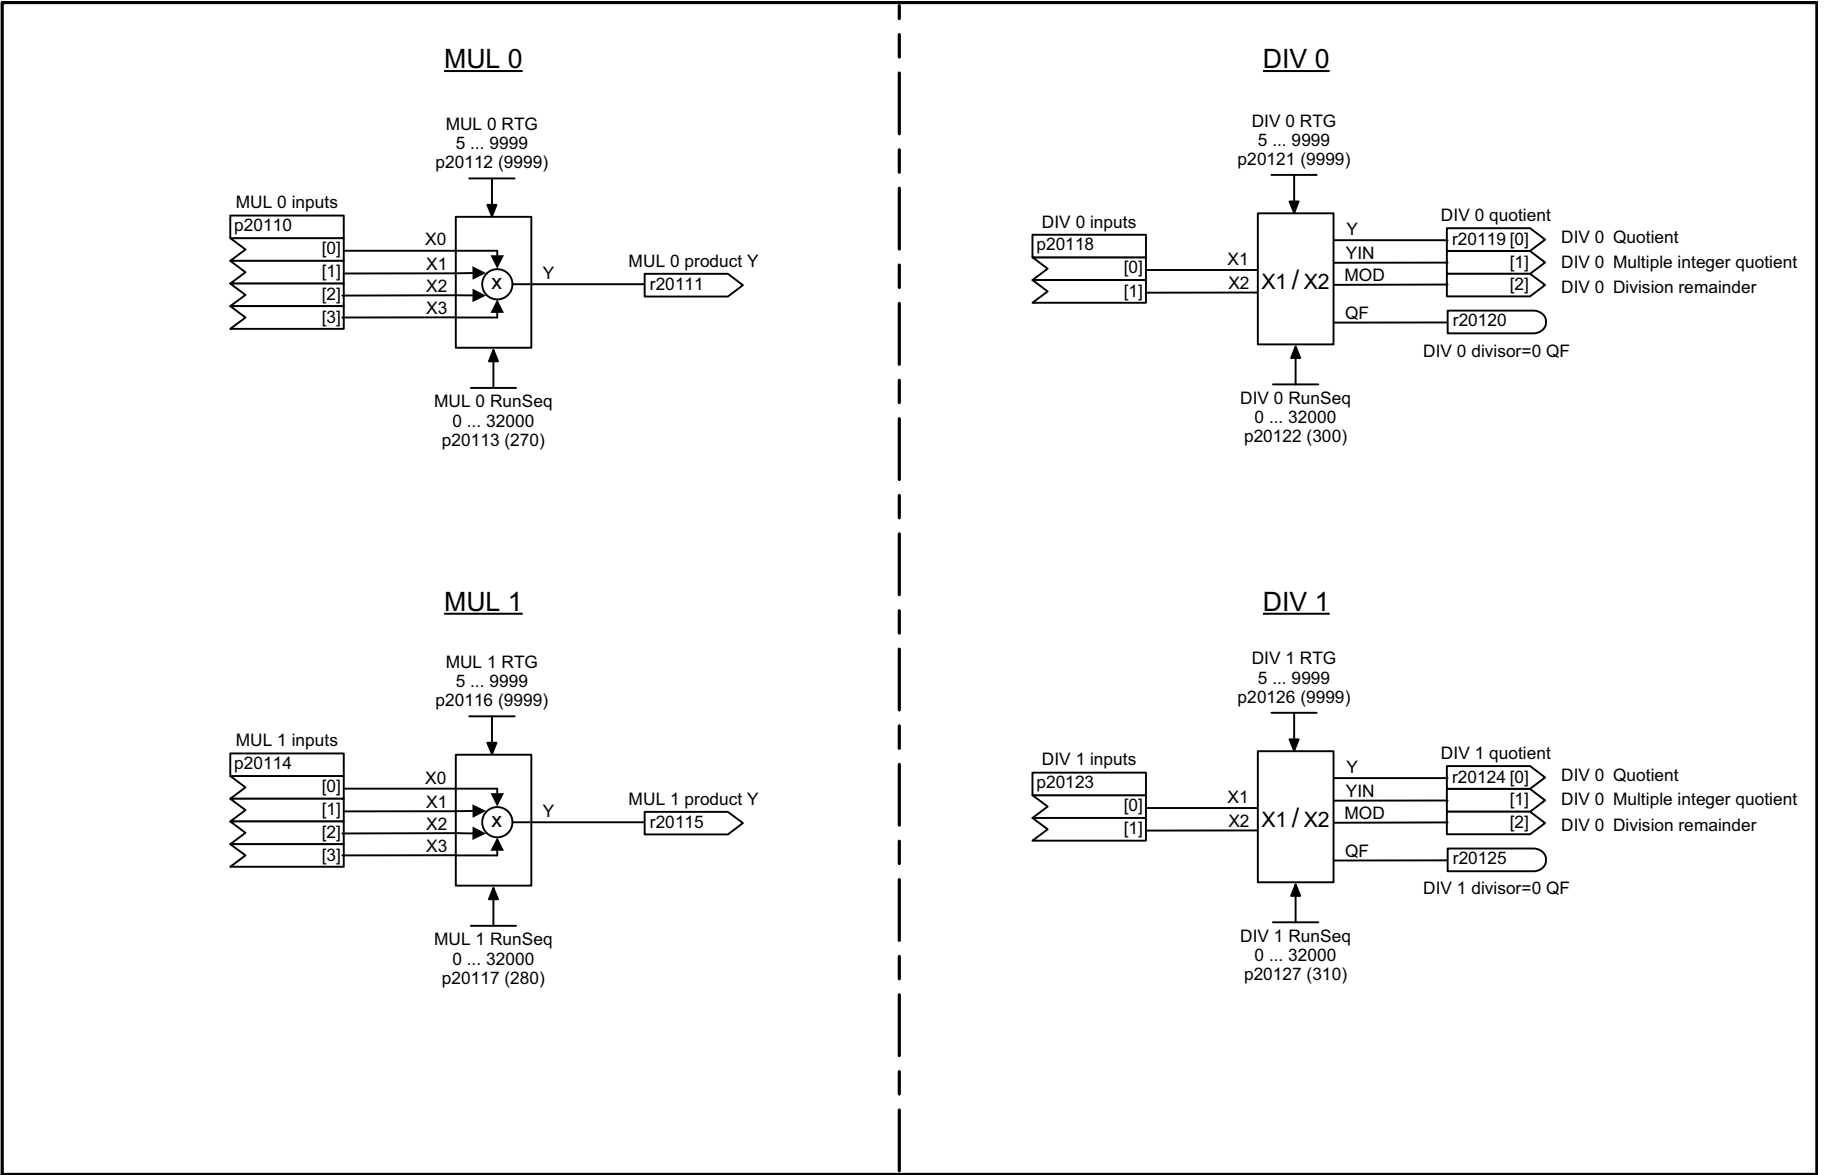 MUL 0
MUL 0 RTG
5 ... 9999
p20112 (9999)
MUL 0 inputs
p20110
[0]
[1]
[2]
[3]
X0
X1
X2
X3
X
Y
MUL 0 product Y
r20111
MUL 0 RunSeq
0 ... 32000
p20113 (270)
DIV 0
DIV 0 RTG
5 ... 9999
p20121 (9999)
DIV 0 inputs
p20118
[0]
[1]
X1
X2
X1 / X2
Y
YIN
MOD
QF
DIV 0 quotient
r20119 [0] DIV 0 Quotient
[1] DIV 0 Multiple integer quotient
[2] DIV 0 Division remainder
r20120
DIV 0 divisor=0 QF
DIV 0 RunSeq
0 ... 32000
p20122 (300)
MUL 1
MUL 1 RTG
5 ... 9999
p20116 (9999)
MUL 1 inputs
p20114
[0]
[1]
[2]
[3]
X0
X1
X2
X3
X
Y
MUL 1 product Y
r20115
MUL 1 RunSeq
0 ... 32000
p20117 (280)
DIV 1
DIV 1 RTG
5 ... 9999
p20126 (9999)
DIV 1 inputs
p20123
[0]
[1]
X1
X2
X1 / X2
Y
YIN
MOD
QF
DIV 1 quotient
r20124 [0] DIV 0 Quotient
[1] DIV 0 Multiple integer quotient
[2] DIV 0 Division remainder
r20125
DIV 1 divisor=0 QF
DIV 1 RunSeq
0 ... 32000
p20127 (310)